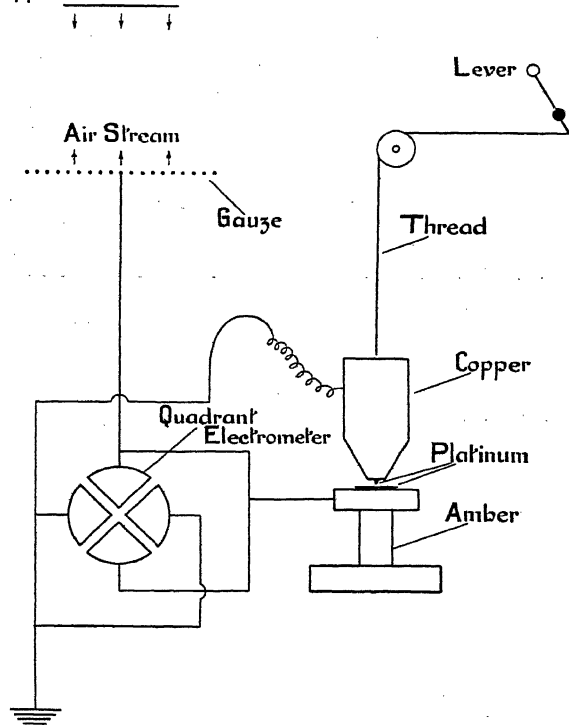 Lever
Air Stream
Gauze
Thread
Copper
Quadrant
Electrometer
Platinum
Amber